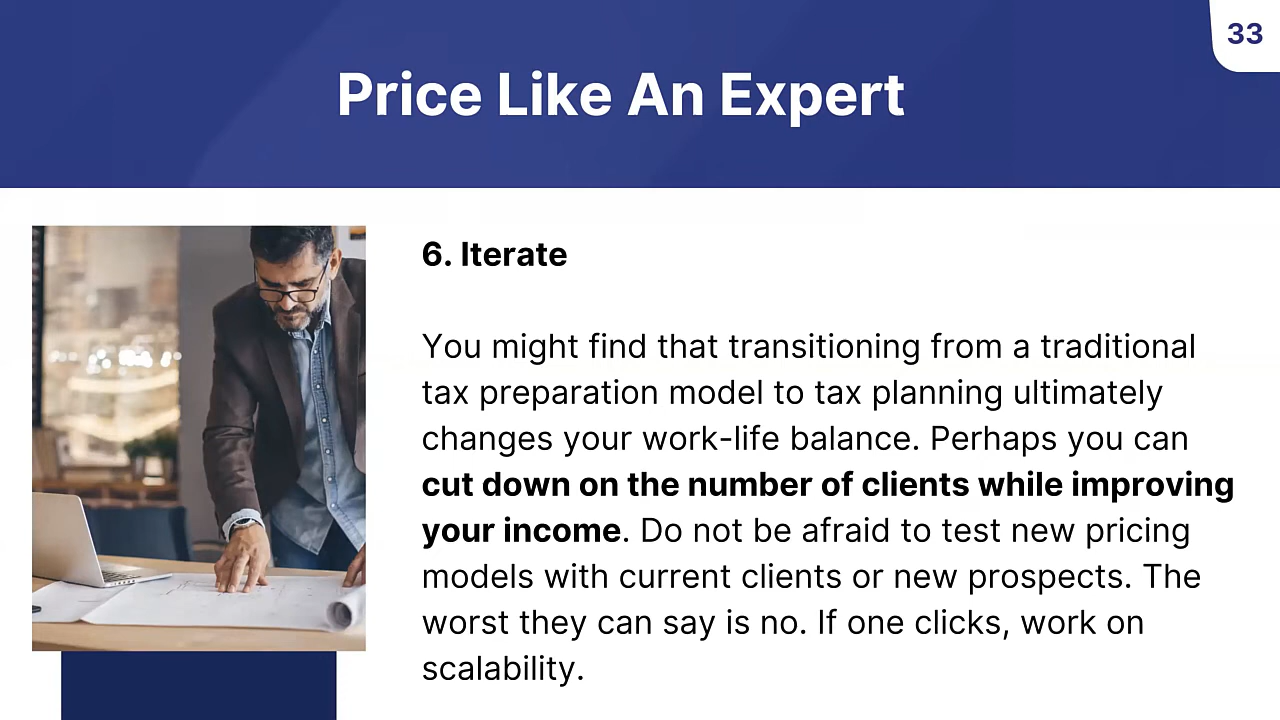 33
Price Like An Expert
6. Iterate
You might find that transitioning from a traditional
tax preparation model to tax planning ultimately
changes your work-life balance. Perhaps you can
cut down on the number of clients while improving
your income. Do not be afraid to test new pricing
models with current clients or new prospects. The
worst they can say is no. If one clicks, work on
scalability.